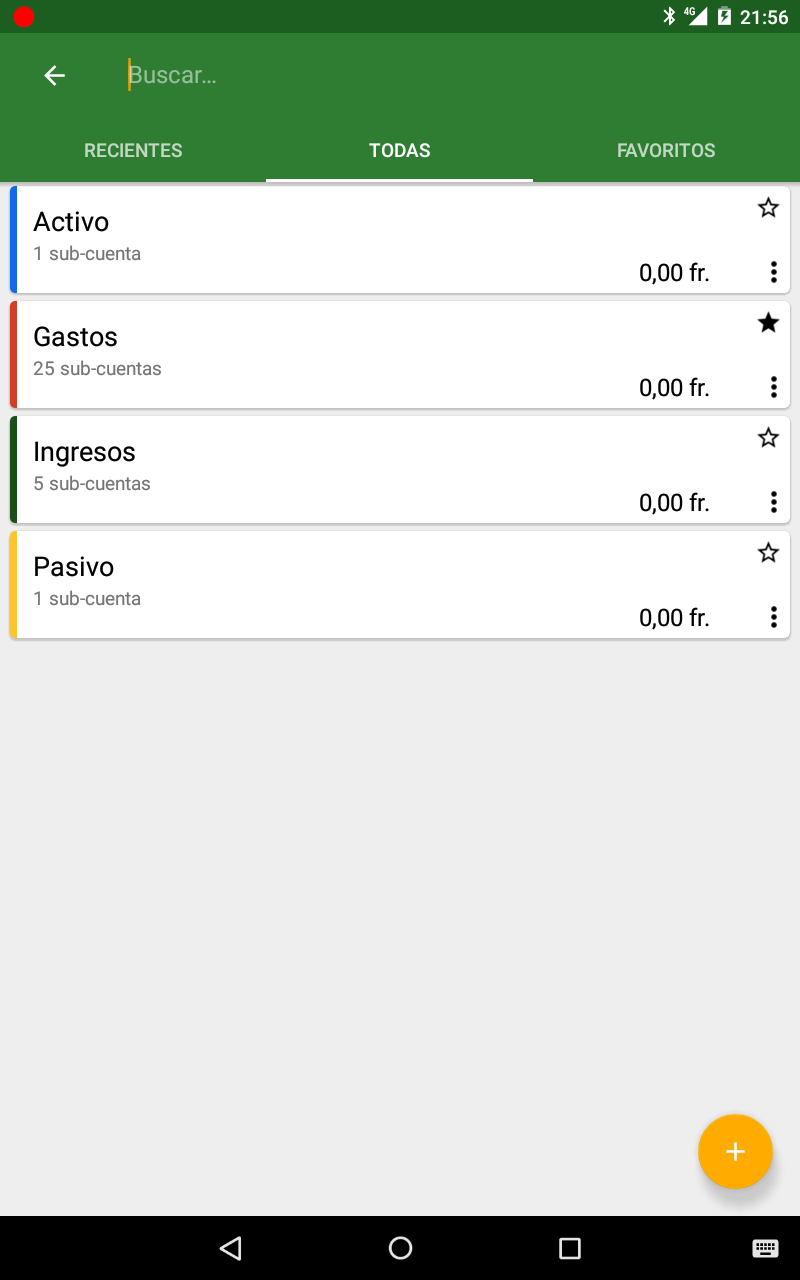 4G 21:56
Buscar...
RECIENTES TODAS FAVORITOS
Activo
1 sub-cuenta
0,00 fr.
Gastos
25 sub-cuentas
0,00 fr.
Ingresos
5 sub-cuentas
0,00 fr.
Pasivo
1 sub-cuenta
0,00 fr.